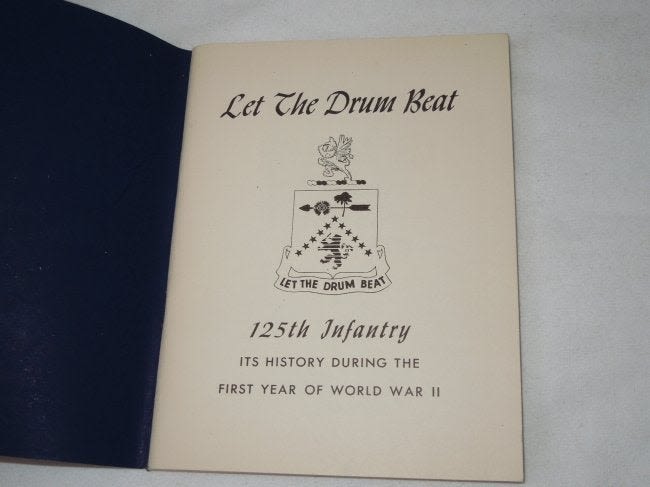 Let The Drum Beat
LET THE DRUM BEAT
125th Infantry
ITS HISTORY DURING THE
FIRST YEAR OF WORLD WAR II